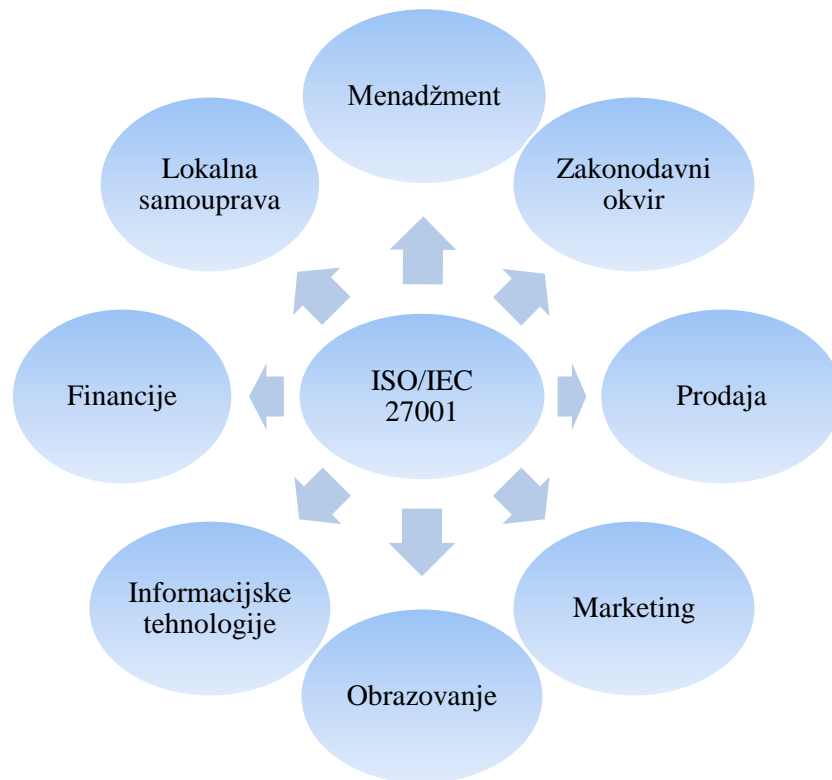 Menadžment
Lokalna
samouprava
Zakonodavni
okvir
Financije
ISO/IEC
27001
Prodaja
Informacijske
tehnologije
Marketing
Obrazovanje